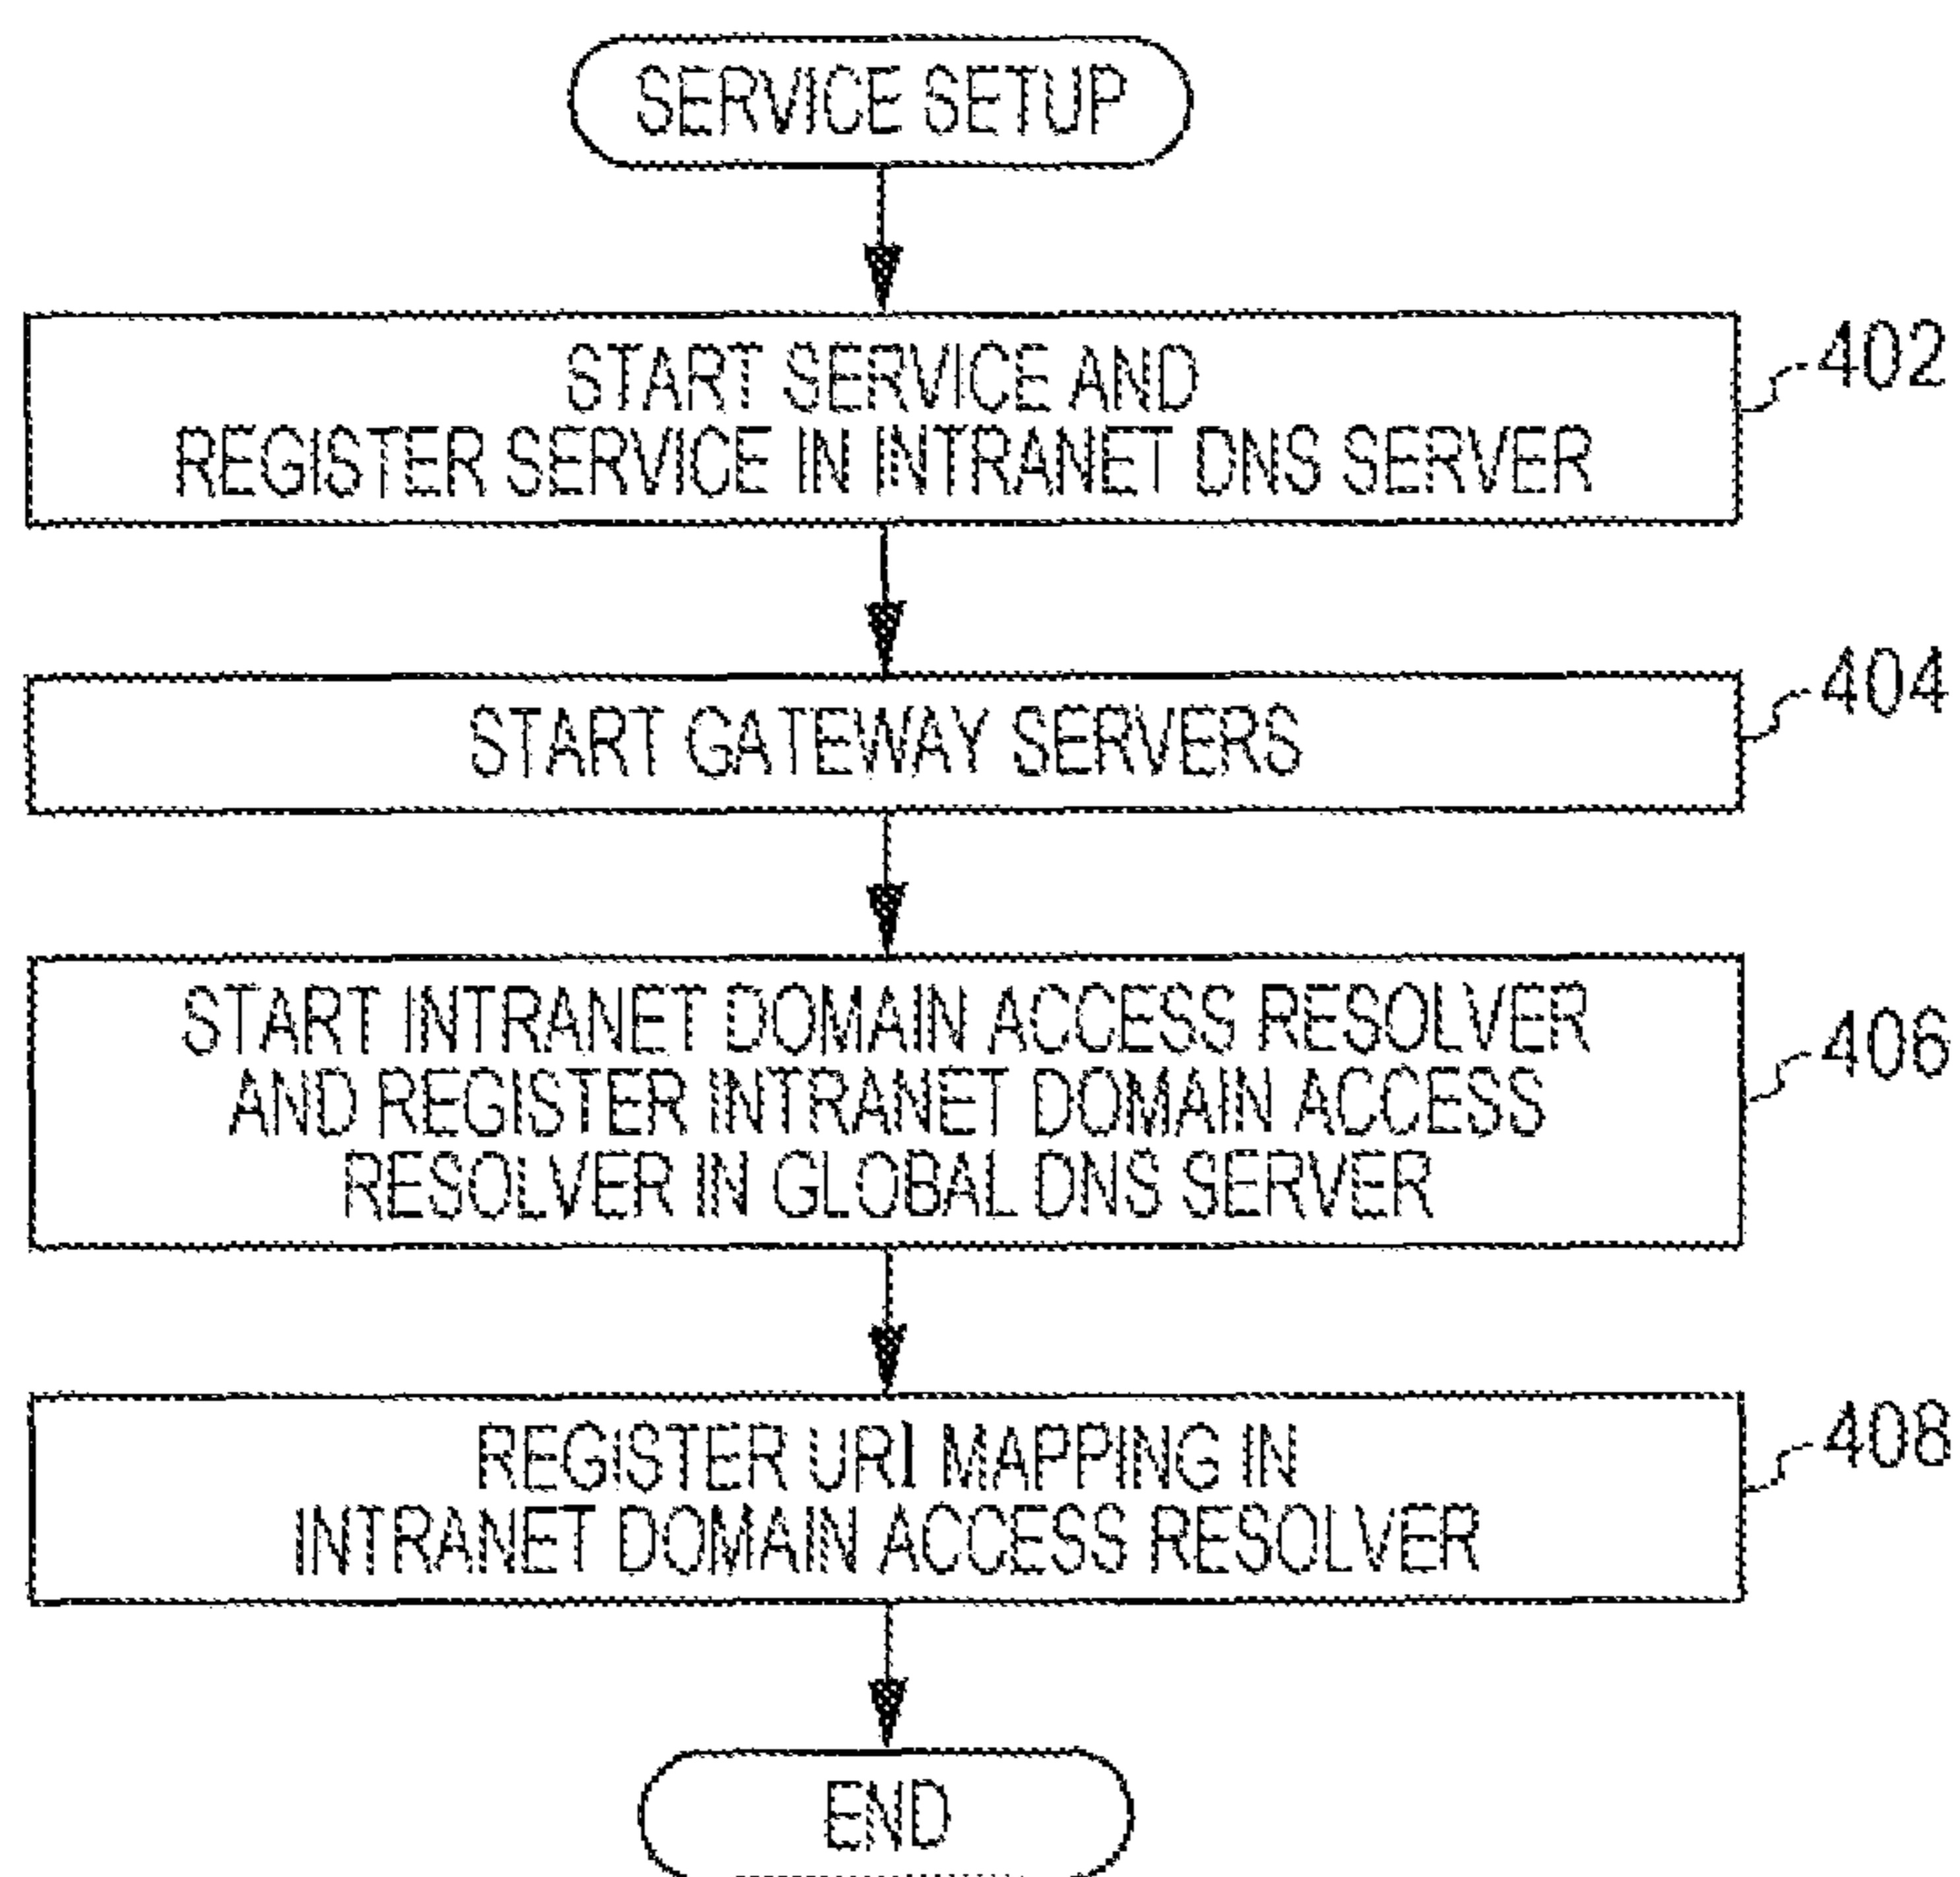 SERVICE SETUP
START SERVICE AND
REGISTER SERVICE IN INTRANET DNS SERVER
402
START GATEWAY SERVERS
404
START INTRANET DOMAIN ACCESS RESOLVER
AND REGISTER INTRANET DOMAIN ACCESS
RESOLVER IN GLOBAL DNS SERVER
406
REGISTER URI MAPPING IN
INTRANET DOMAIN ACCESS RESOLVER
408
END